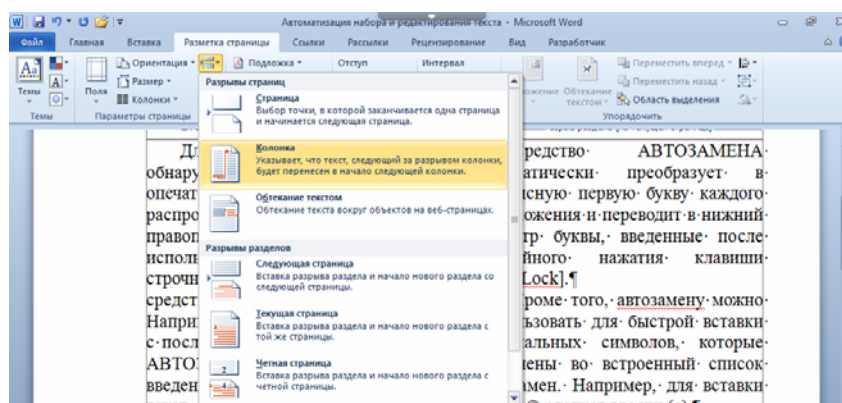 Автоматизация набора и редактирования текста - Microsoft Word
Файл Главная Вставка Разметка страницы Ссылки Рассылки Рецензирование Вид Разработчик
Ориентация Подложка Отступ Интервал Переместить вперед
Темы Поля Размер Обтекание текстом Переместить назад
Колонки Область выделения
Темы Параметры страницы Упорядочить
Разрывы страниц
Страница
Выбор точки, в которой заканчивается одна страница
и начинается следующая страница.
Колонка
Указывает, что текст, следующий за разрывом колонки,
будет перенесен в начало следующей колонки.
Обтекание текстом
Обтекание текста вокруг объектов на веб-страницах.
Разрывы разделов
Следующая страница
Вставка разрыва раздела и начало нового раздела со
следующей страницы.
Текущая страница
Вставка разрыва раздела и начало нового раздела с
той же страницы.
Четная страница
Вставка разрыва раздела и начало нового раздела с
четной страницы.
Дл
обнару
опечат
распро
правоп
исполн
строчн
средст
Напри
с·посл
АВТО
введен
редство· АВТОЗАМЕНА·
атически· преобразует· в·
сную· первую· букву· каждого·
ожения·и·переводит·в·нижний·
тр· буквы,· введенные· после·
йного· нажатия· клавиши·
Lock].¶
роме·того,·автозамену·можно·
ьзовать· для· быстрой· вставки·
альных· символов,· которые·
ены· во· встроенный· список·
амен.· Например,· для· вставки·